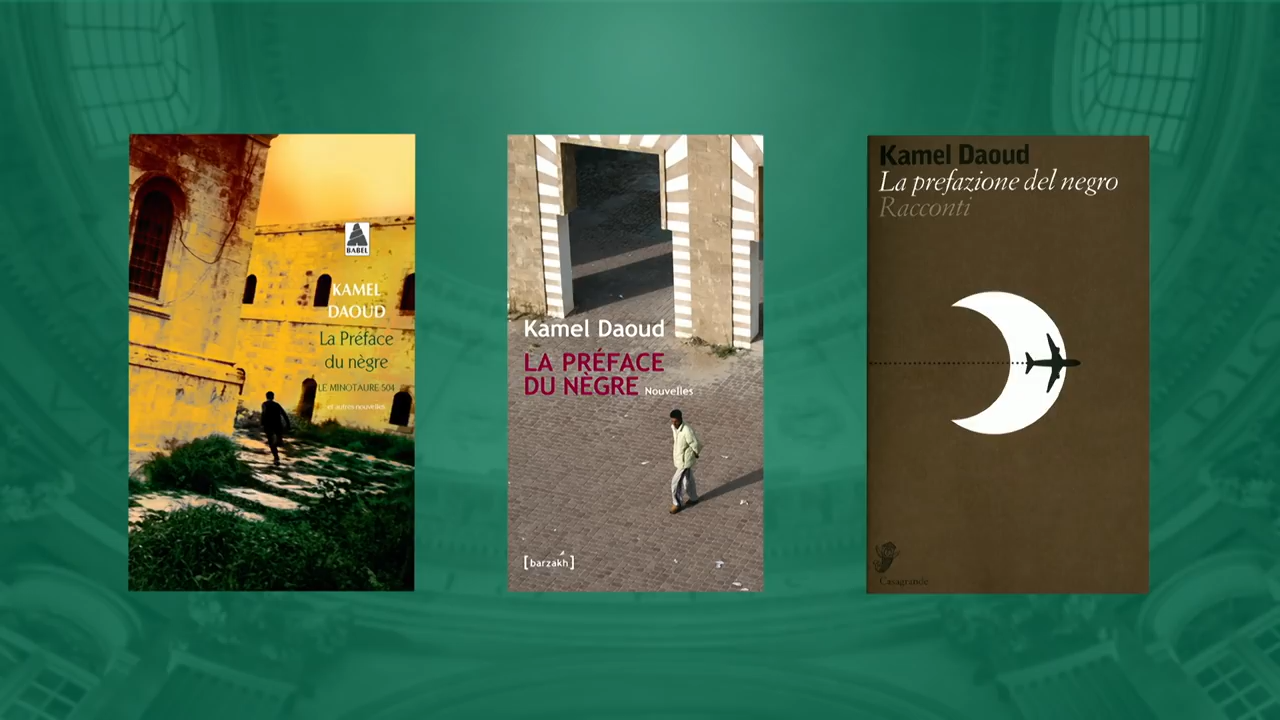 BABEL
KAMEL
DAOUD
La Préface
du nègre
LE MINOTAURE 504
et autres nouvelles
Kamel Daoud
LA PRÉFACE
DU NÈGRE Nouvelles
[barzakh]
Kamel Daoud
La prefazione del negro
Racconti
Casagrande